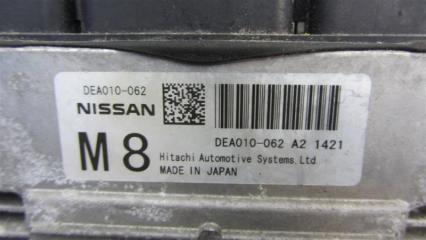 DEA010-062
NISSAN
M8
DEA010-062 A2 1421
Hitachi Automotive Systems,Ltd.
MADE IN JAPAN